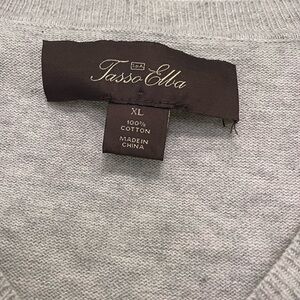 Tasso Elba
XL
100%
COTTON
MADE IN
CHINA